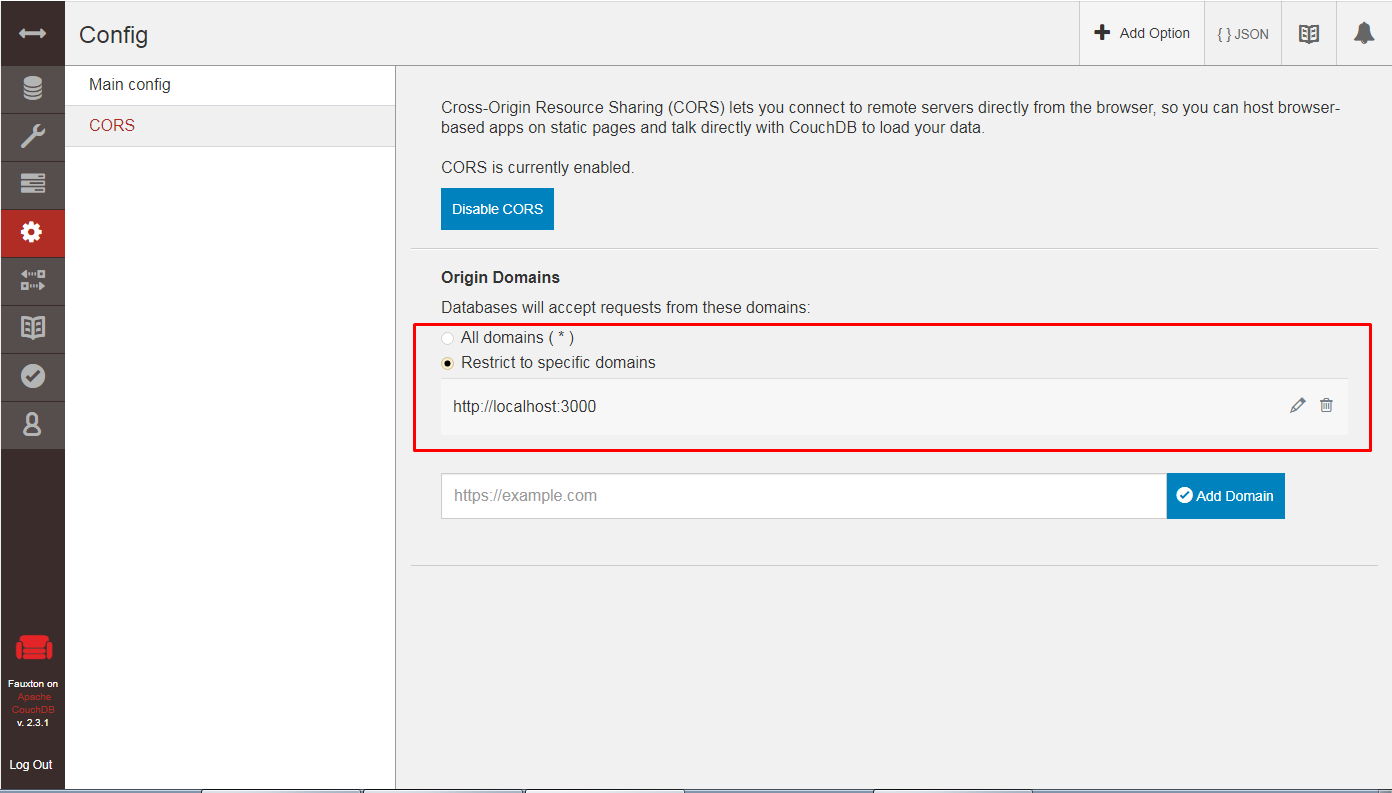 Config
Add Option
{ } JSON
Main config
CORS
Cross-Origin Resource Sharing (CORS) lets you connect to remote servers directly from the browser, so you can host browser-
based apps on static pages and talk directly with CouchDB to load your data.
CORS is currently enabled.
Disable CORS
Origin Domains
Databases will accept requests from these domains:
All domains ( * )
Restrict to specific domains
http://localhost:3000
https://example.com
Add Domain
Fauxton on
Apache
CouchDB
v. 2.3.1
Log Out